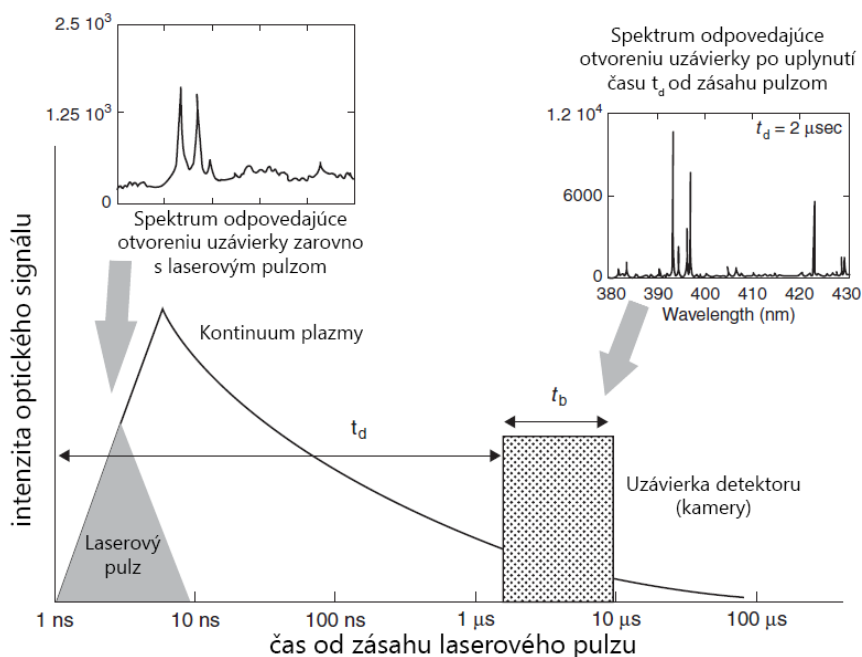 2.5 10³
1.25 10³
0
Spektrum odpovedajúce
otvoreniu uzávierky zarovno
s laserovým pulzom
Spektrum odpovedajúce
otvoreniu uzávierky po uplynutí
času t_d od zásahu pulzom
1.2 10⁴
6000
0
t_d = 2 µsec
380 390 400 410 420 430
Wavelength (nm)
intenzita optického signálu
Kontinuum plazmy
t_d
t_b
Uzávierka detektoru
(kamery)
Laserový
pulz
1 ns 10 ns 100 ns 1 µs 10 µs 100 µs
čas od zásahu laserového pulzu